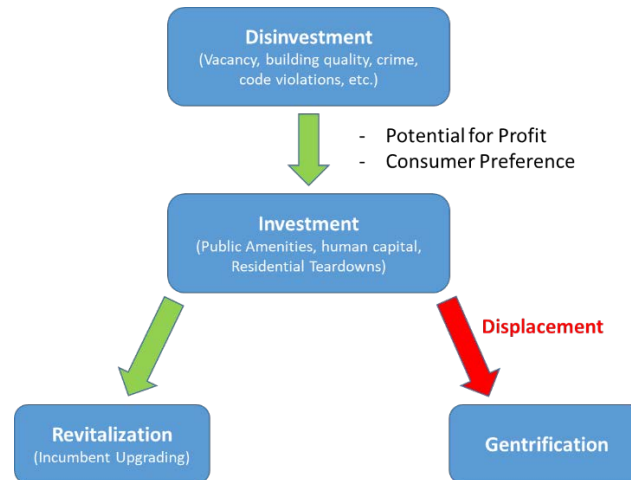 Disinvestment
(Vacancy, building quality, crime,
code violations, etc.)
- Potential for Profit
- Consumer Preference
Investment
(Public Amenities, human capital,
Residential Teardowns)
Displacement
Revitalization
(Incumbent Upgrading)
Gentrification